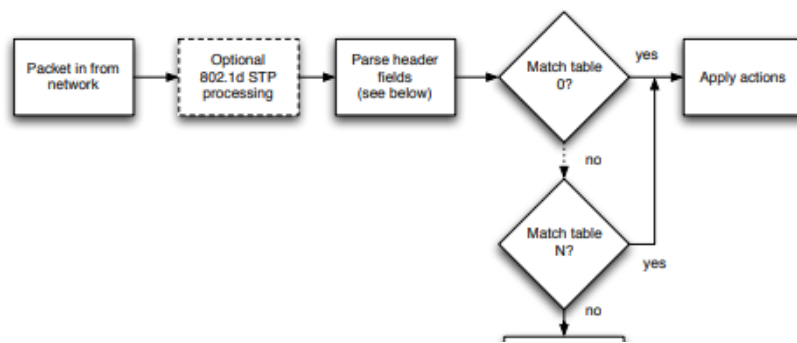 Packet in from
network
Optional
802.1d STP
processing
Parse header
fields
(see below)
Match table
0?
yes
Apply actions
no
Match table
N?
yes
no